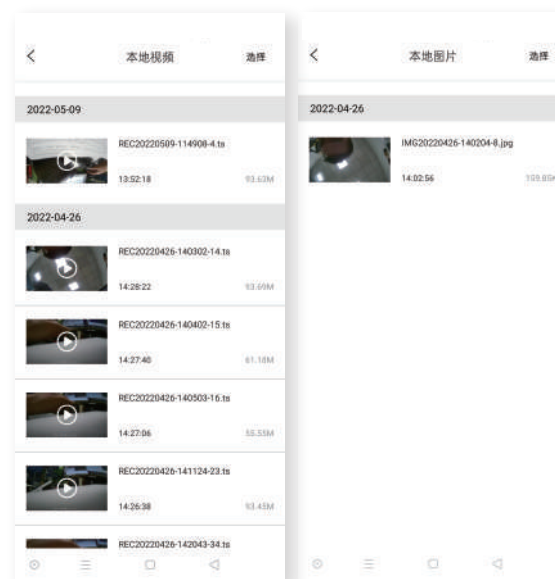 本地视频
选择
2022-05-09
REC20220509-114908-4.ts
13:52:18
93.63M
2022-04-26
REC20220426-140302-14.ts
14:28:22
93.69M
REC20220426-140402-15.ts
14:27:40
61.18M
REC20220426-140503-16.ts
14:27:06
55.55M
REC20220426-141124-23.ts
14:26:38
93.45M
REC20220426-142043-34.ts
本地图片
选择
2022-04-26
IMG20220426-140204-8.jpg
14:02:56
109.85K